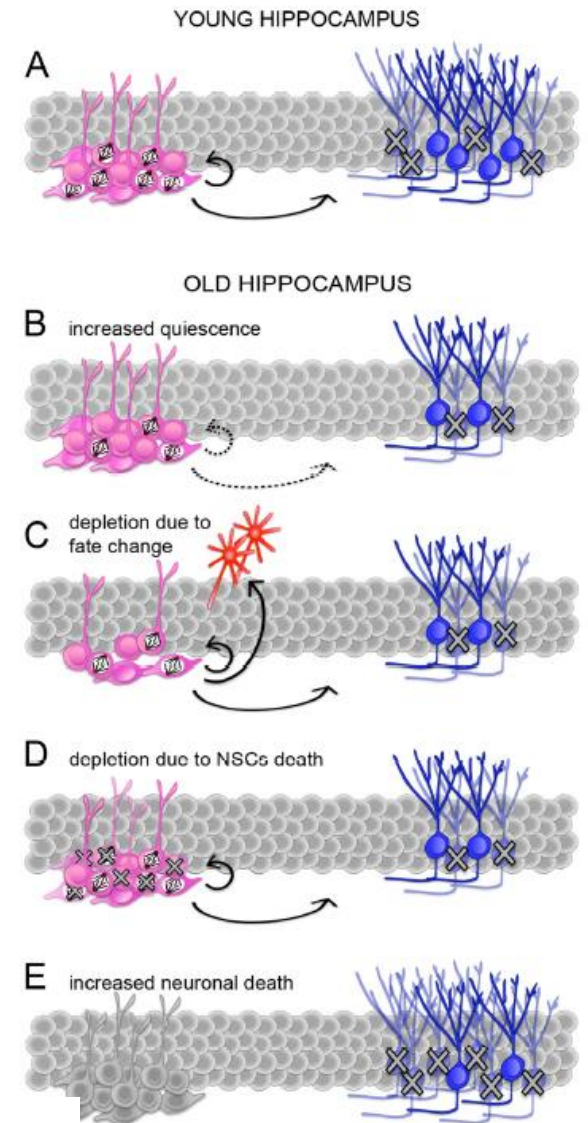 YOUNG HIPPOCAMPUS
A
OLD HIPPOCAMPUS
B increased quiescence
C depletion due to
fate change
D depletion due to NSCs death
E increased neuronal death